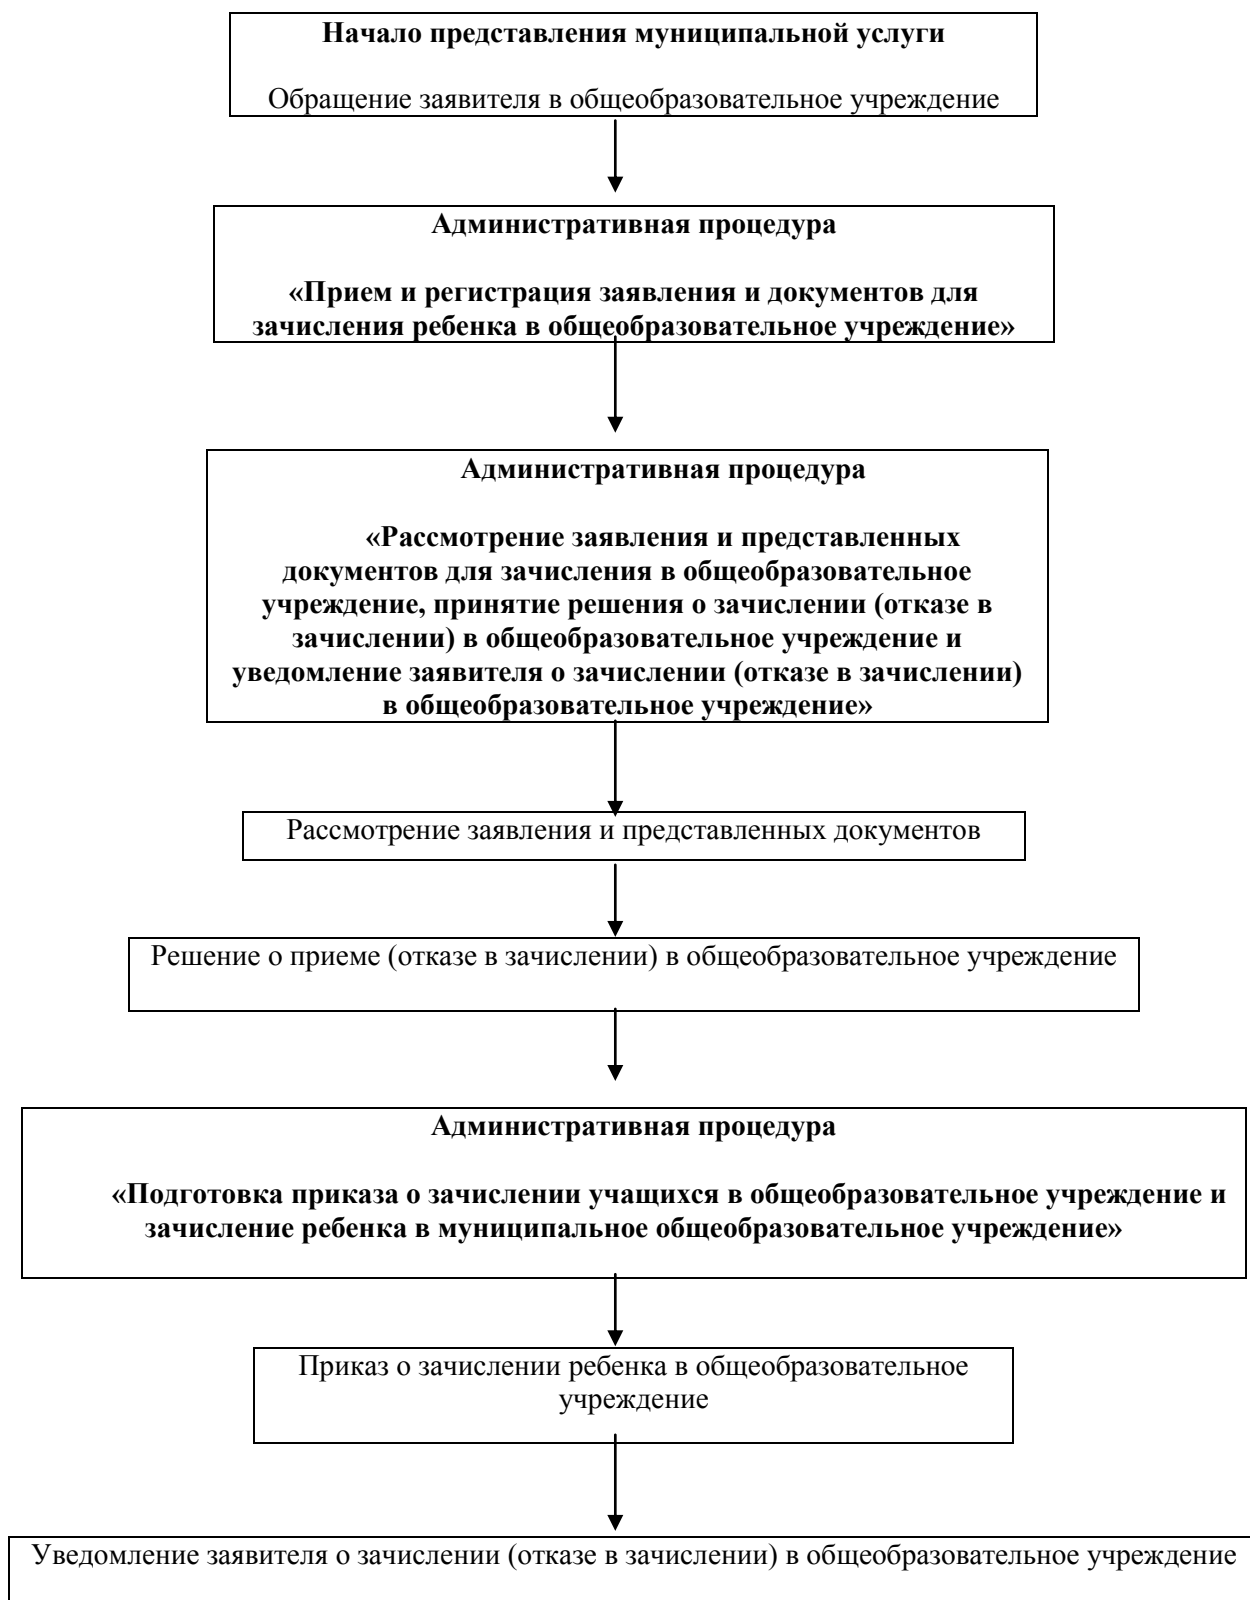 Начало представления муниципальной услуги
Обращение заявителя в общеобразовательное учреждение
Административная процедура
«Прием и регистрация заявления и документов для
зачисления ребенка в общеобразовательное учреждение»
Административная процедура
«Рассмотрение заявления и представленных
документов для зачисления в общеобразовательное
учреждение, принятие решения о зачислении (отказе в
зачислении) в общеобразовательное учреждение и
уведомление заявителя о зачислении (отказе в зачислении)
в общеобразовательное учреждение»
Рассмотрение заявления и представленных документов
Решение о приеме (отказе в зачислении) в общеобразовательное учреждение
Административная процедура
«Подготовка приказа о зачислении учащихся в общеобразовательное учреждение и
зачисление ребенка в муниципальное общеобразовательное учреждение»
Приказ о зачислении ребенка в общеобразовательное
учреждение
Уведомление заявителя о зачислении (отказе в зачислении) в общеобразовательное учреждение